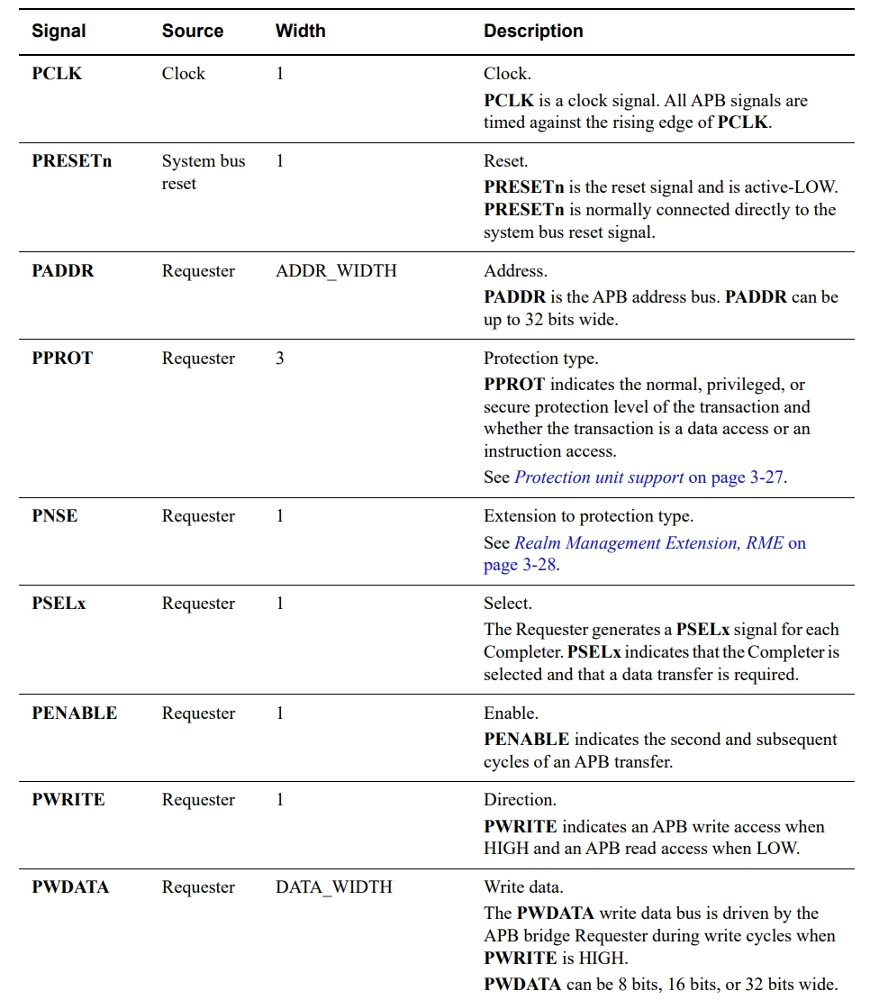 Signal Source Width Description
PCLK Clock 1 Clock.
PCLK is a clock signal. All APB signals are
timed against the rising edge of PCLK.
PRESETn System bus 1 Reset.
reset
PRESETn is the reset signal and is active-LOW.
PRESETn is normally connected directly to the
system bus reset signal.
PADDR Requester ADDR_WIDTH Address.
PADDR is the APB address bus. PADDR can be
up to 32 bits wide.
PPROT Requester 3 Protection type.
PPROT indicates the normal, privileged, or
secure protection level of the transaction and
whether the transaction is a data access or an
instruction access.
See Protection unit support on page 3-27.
PNSE Requester 1 Extension to protection type.
See Realm Management Extension, RME on
page 3-28.
PSELx Requester 1 Select.
The Requester generates a PSELx signal for each
Completer. PSELx indicates that the Completer is
selected and that a data transfer is required.
PENABLE Requester 1 Enable.
PENABLE indicates the second and subsequent
cycles of an APB transfer.
PWRITE Requester 1 Direction.
PWRITE indicates an APB write access when
HIGH and an APB read access when LOW.
PWDATA Requester DATA_WIDTH Write data.
The PWDATA write data bus is driven by the
APB bridge Requester during write cycles when
PWRITE is HIGH.
PWDATA can be 8 bits, 16 bits, or 32 bits wide.